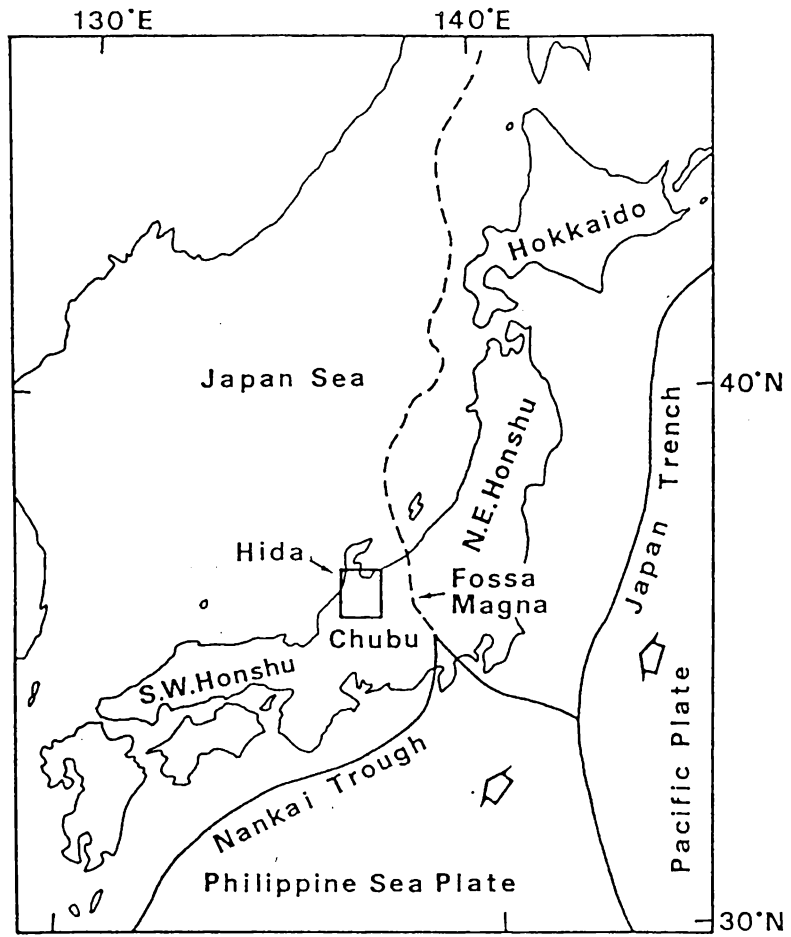 130°E 140°E
Hokkaido
Japan Sea
40°N
Japan Trench
N.E.Honshu
Hida
Fossa
Magna
Chubu
S.W.Honshu
Nankai Trough
Pacific Plate
Philippine Sea Plate
30°N